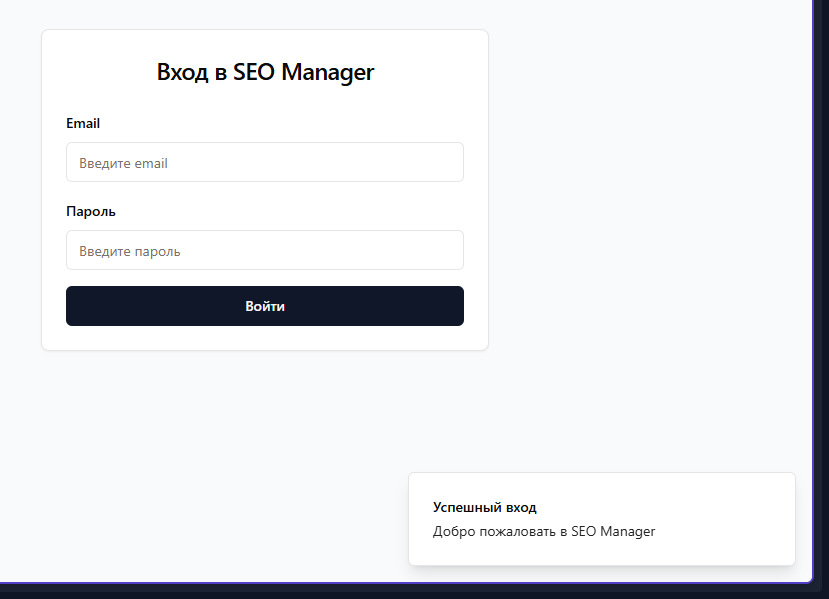 Вход в SEO Manager
Email
Введите email
Пароль
Введите пароль
Войти
Успешный вход
Добро пожаловать в SEO Manager